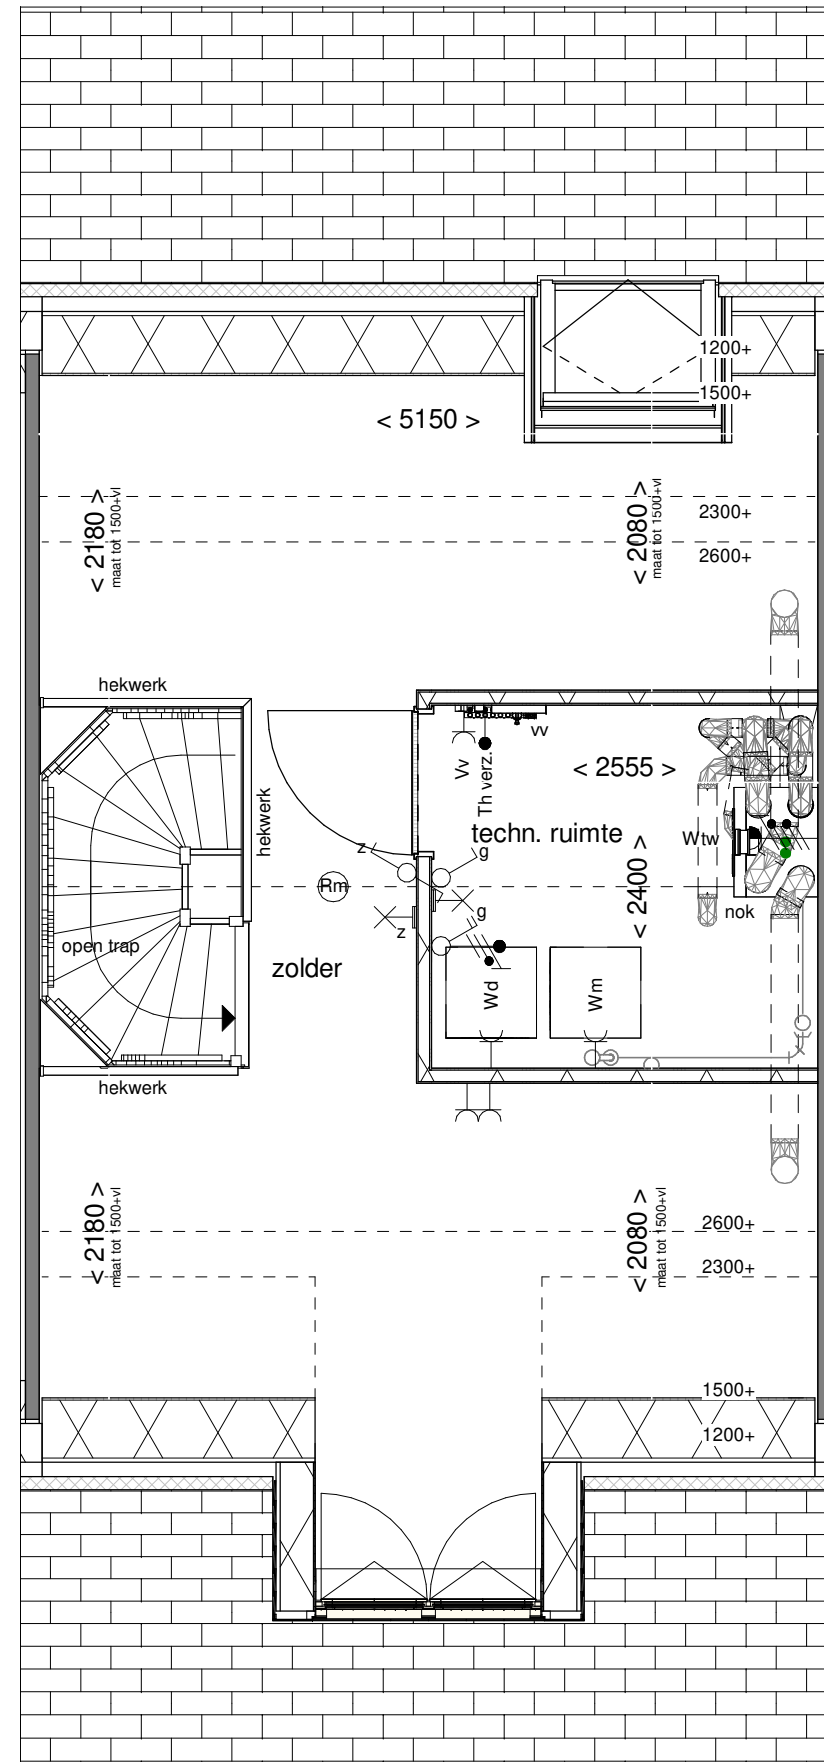 1200+
1500+
< 5150 >
< 2180 >
maat tot 1500+vl
< 2080 >
maat tot 1500+vl
2300+
2600+
hekwerk
hekwerk
vv
Vv
Th verz.
< 2555 >
techn. ruimte
Wtw
z
g
Rm
< 2400 >
nok
g
z
open trap
zolder
Wd
Wm
hekwerk
< 2180 >
maat tot 1500+vl
< 2080 >
maat tot 1500+vl
2600+
2300+
1500+
1200+